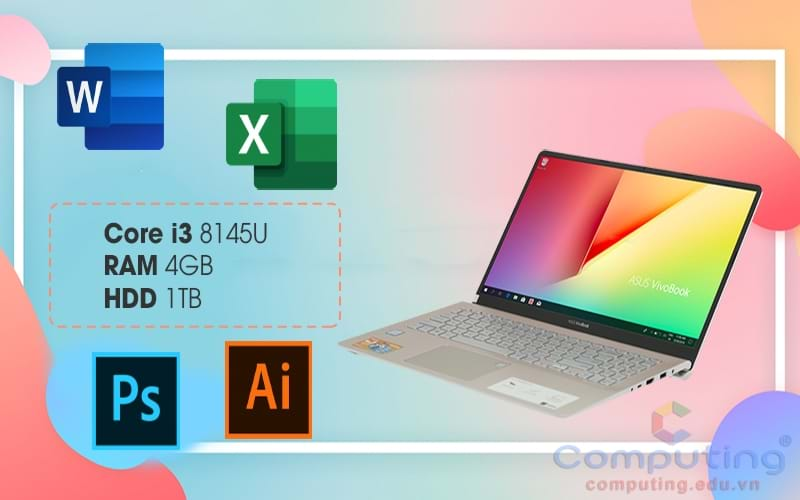 W
X
Core i3 8145U
RAM 4GB
HDD 1TB
ASUS VivoBook
Ps
Ai
Computing®
computing.edu.vn